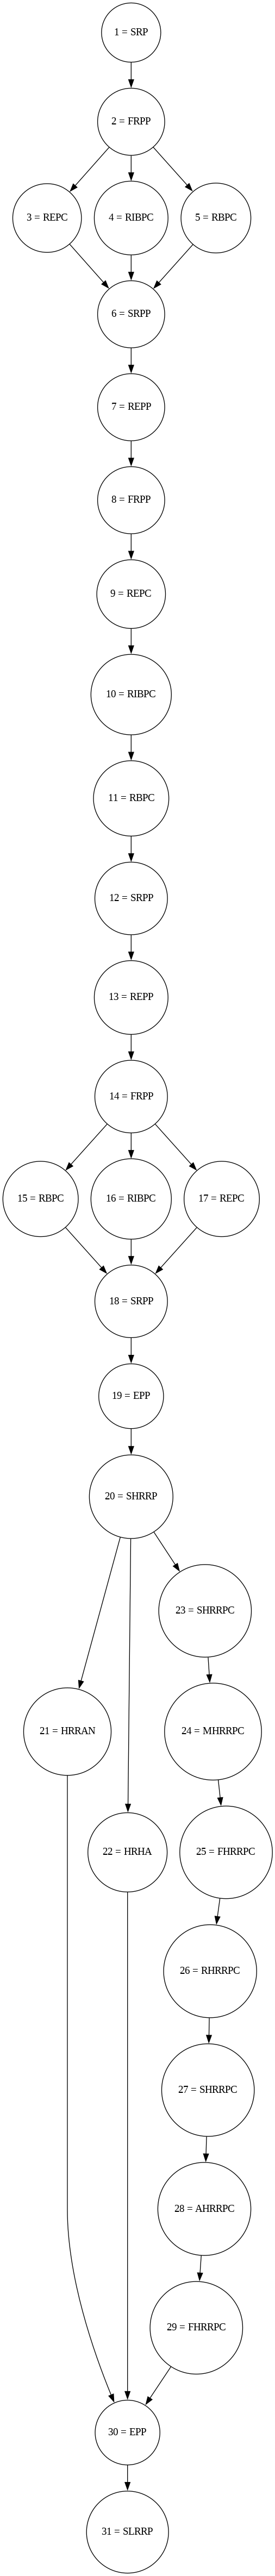 1 = SRP
2 = FRPP
3 = REPC
4 = RIBPC
5 = RBPC
6 = SRPP
7 = REPP
8 = FRPP
9 = REPC
10 = RIBPC
11 = RBPC
12 = SRPP
13 = REPP
14 = FRPP
15 = RBPC
16 = RIBPC
17 = REPC
18 = SRPP
19 = EPP
20 = SHRRP
23 = SHRRPC
21 = HRRAN
24 = MHRRPC
22 = HRHA
25 = FHRRPC
26 = RHRRPC
27 = SHRRPC
28 = AHRRPC
29 = FHRRPC
30 = EPP
31 = SLRRP